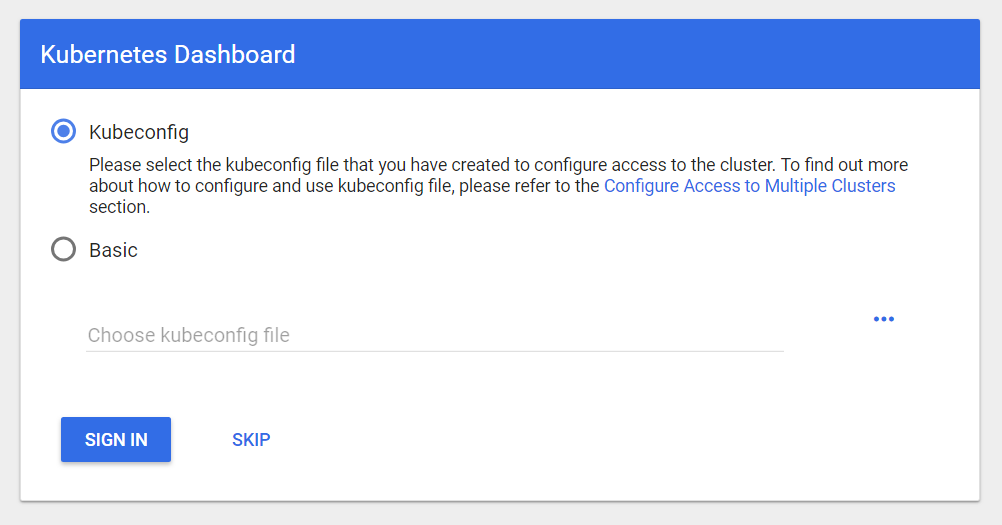 Kubernetes Dashboard
Kubeconfig
Please select the kubeconfig file that you have created to configure access to the cluster. To find out more
about how to configure and use kubeconfig file, please refer to the Configure Access to Multiple Clusters
section.
Basic
Choose kubeconfig file
SIGN IN
SKIP